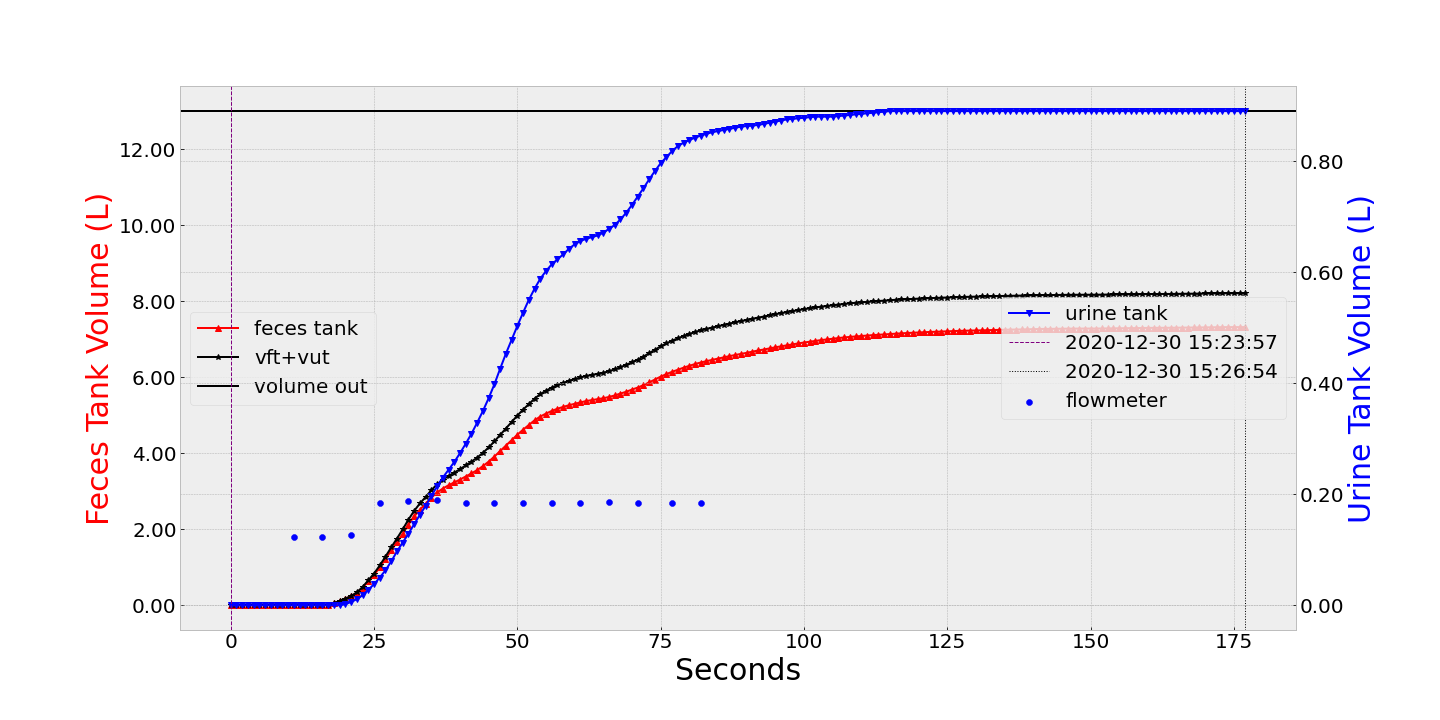 Feces Tank Volume (L)
12.00
10.00
8.00
6.00
4.00
2.00
0.00
feces tank
vft+vut
volume out
urine tank
2020-12-30 15:23:57
2020-12-30 15:26:54
flowmeter
0.80
0.60
0.40
0.20
0.00
Urine Tank Volume (L)
0 25 50 75 100 125 150 175
Seconds